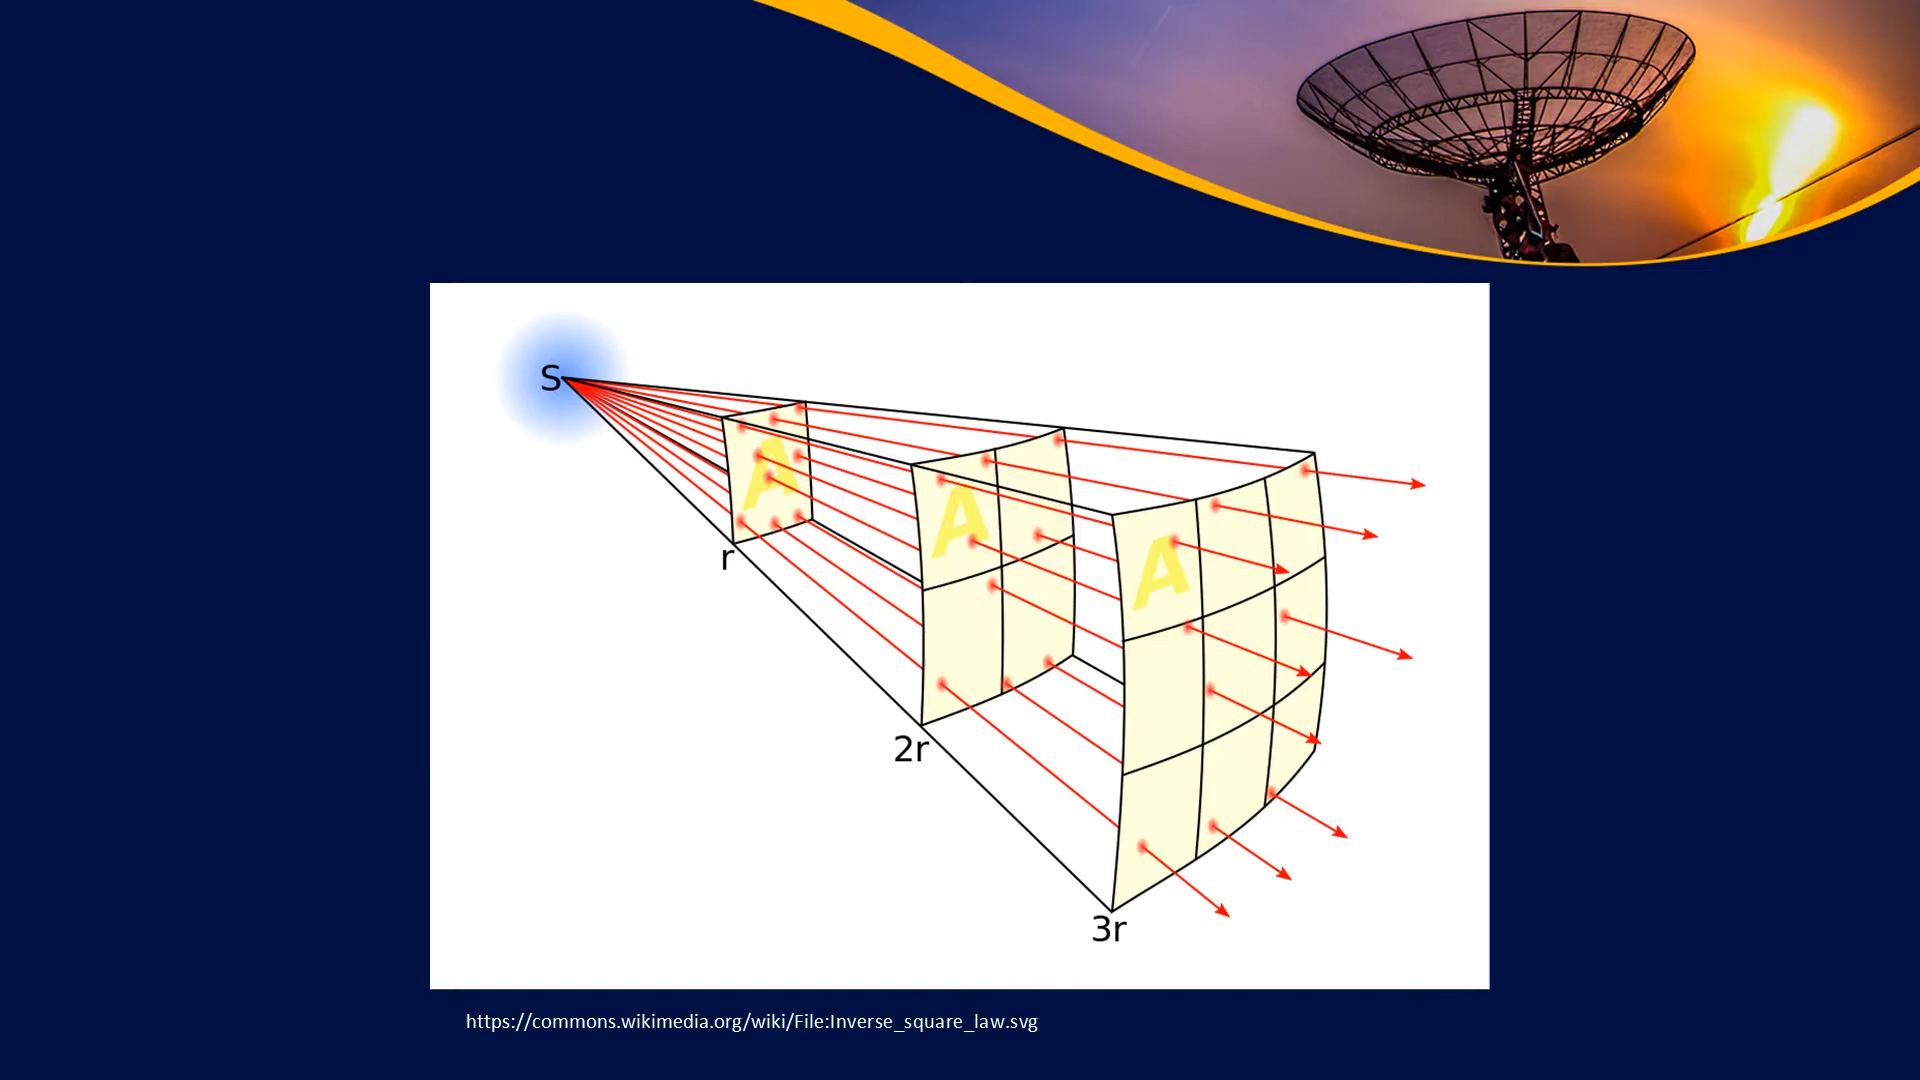 S
A
A
A
r
2r
3r
https://commons.wikimedia.org/wiki/File:Inverse_square_law.svg